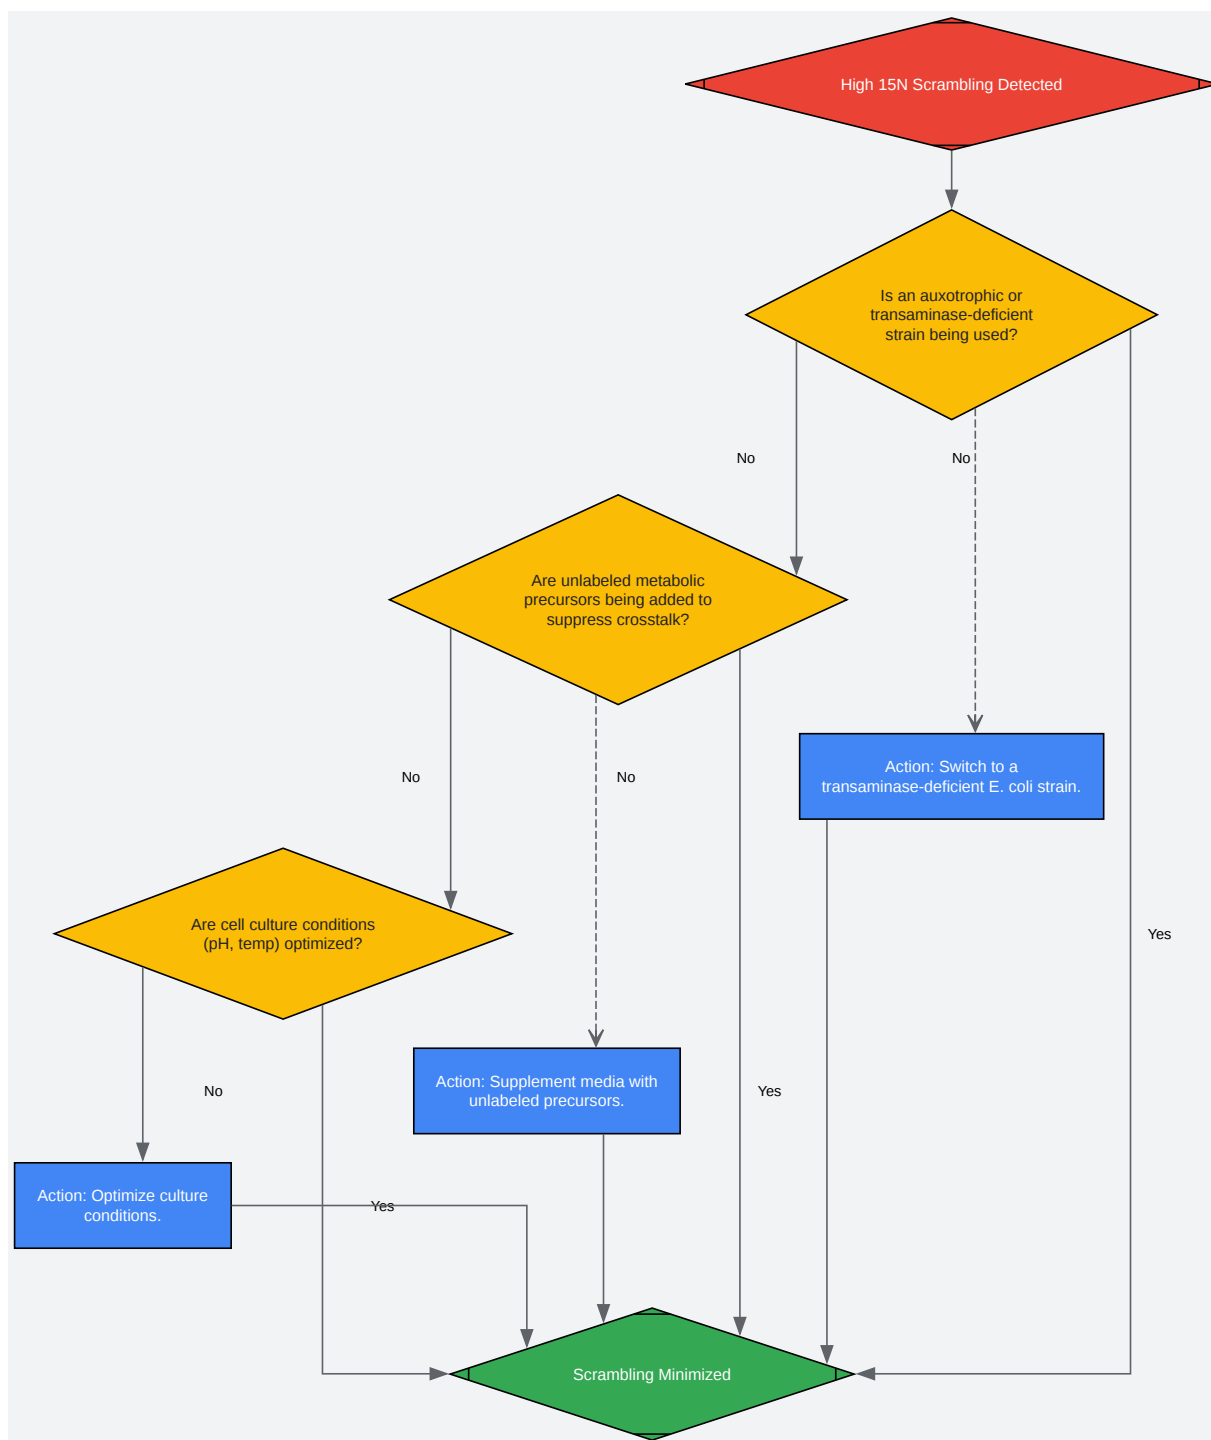 High 15N Scrambling Detected
Is an auxotrophic or
transaminase-deficient
strain being used?
No
No
Are unlabeled metabolic
precursors being added to
suppress crosstalk?
Action: Switch to a
transaminase-deficient E. coli strain.
No
No
Are cell culture conditions
(pH, temp) optimized?
Yes
Action: Supplement media with
unlabeled precursors.
No
Yes
Action: Optimize culture
conditions.
Yes
Scrambling Minimized